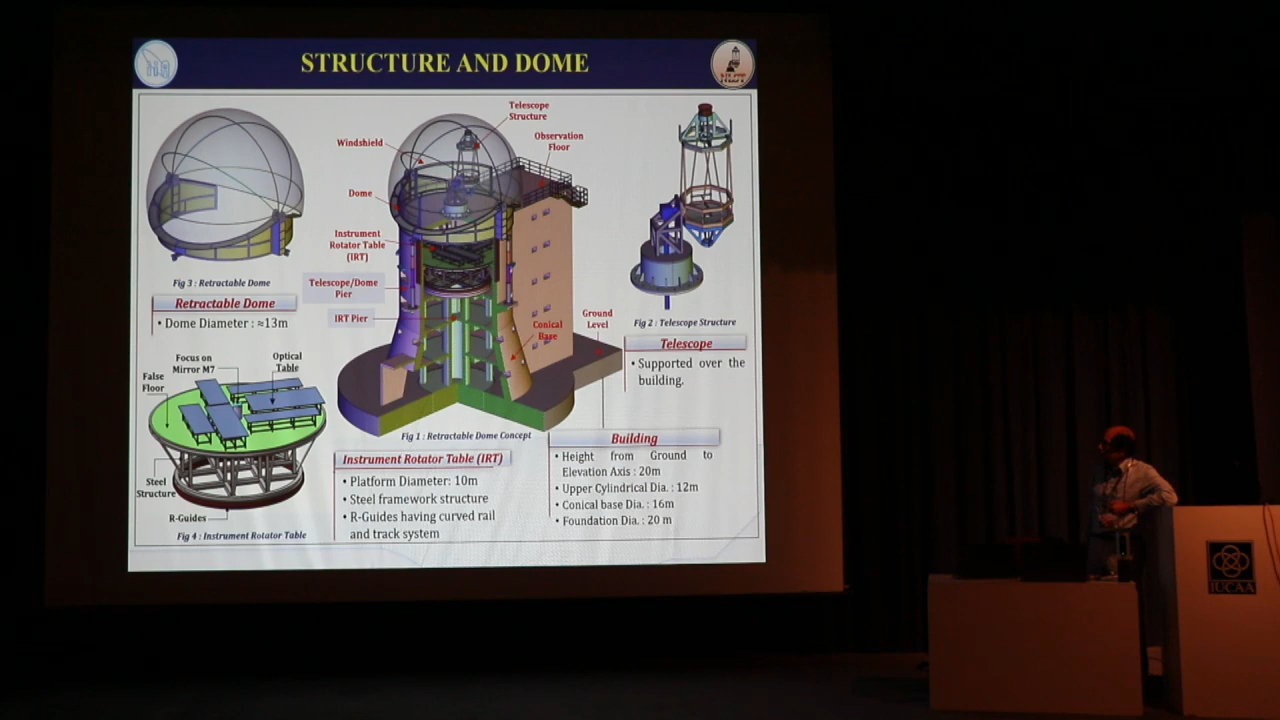 STRUCTURE AND DOME
IIA
NLST
Telescope
Structure
Windshield
Observation
Floor
Dome
Instrument
Rotator Table
(IRT)
Telescope/Dome
Pier
IRT Pier
Conical
Base
Ground
Level
Fig 3 : Retractable Dome
Retractable Dome
• Dome Diameter : ≈13m
Fig 2 : Telescope Structure
Telescope
• Supported over the
building.
Focus on
Mirror M7
Optical
Table
False
Floor
Steel
Structure
R-Guides
Fig 4 : Instrument Rotator Table
Fig 1 : Retractable Dome Concept
Instrument Rotator Table (IRT)
• Platform Diameter: 10m
• Steel framework structure
• R-Guides having curved rail
and track system
Building
• Height from Ground to
Elevation Axis : 20m
• Upper Cylindrical Dia. : 12m
• Conical base Dia. : 16m
• Foundation Dia. : 20 m
IUCAA